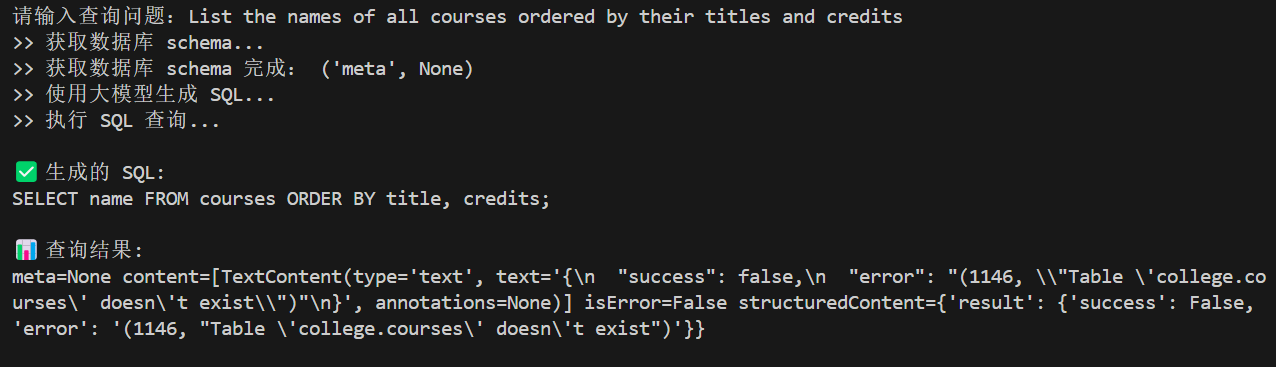 请输入查询问题：List the names of all courses ordered by their titles and credits
>> 获取数据库 schema...
>> 获取数据库 schema 完成： ('meta', None)
>> 使用大模型生成 SQL...
>> 执行 SQL 查询...
✅ 生成的 SQL:
SELECT name FROM courses ORDER BY title, credits;
📊 查询结果:
meta=None content=[TextContent(type='text', text='{\n  "success": false,\n  "error": "(1146, \\"Table \'college.co
urses\' doesn\'t exist\\")"\n}', annotations=None)] isError=False structuredContent={'result': {'success': False,
'error': '(1146, "Table \'college.courses\' doesn\'t exist")'}}